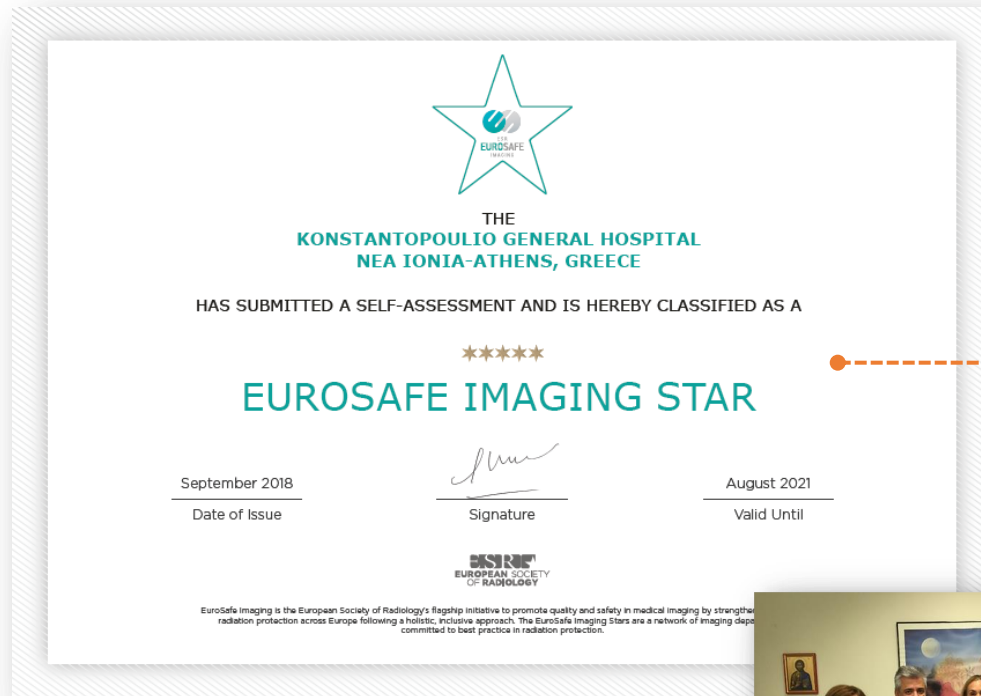 ESR
EUROSAFE
IMAGING
THE
KONSTANTOPOULIO GENERAL HOSPITAL
NEA IONIA-ATHENS, GREECE
HAS SUBMITTED A SELF-ASSESSMENT AND IS HEREBY CLASSIFIED AS A
EUROSAFE IMAGING STAR
September 2018
Date of Issue
Signature
August 2021
Valid Until
EUROPEAN SOCIETY
OF RADIOLOGY
EuroSafe Imaging is the European Society of Radiology's flagship initiative to promote quality and safety in medical imaging by
radiation protection across Europe following a holistic, inclusive approach. The EuroSafe Imaging Stars are a network of imaging
committed to best practice in radiation protection.